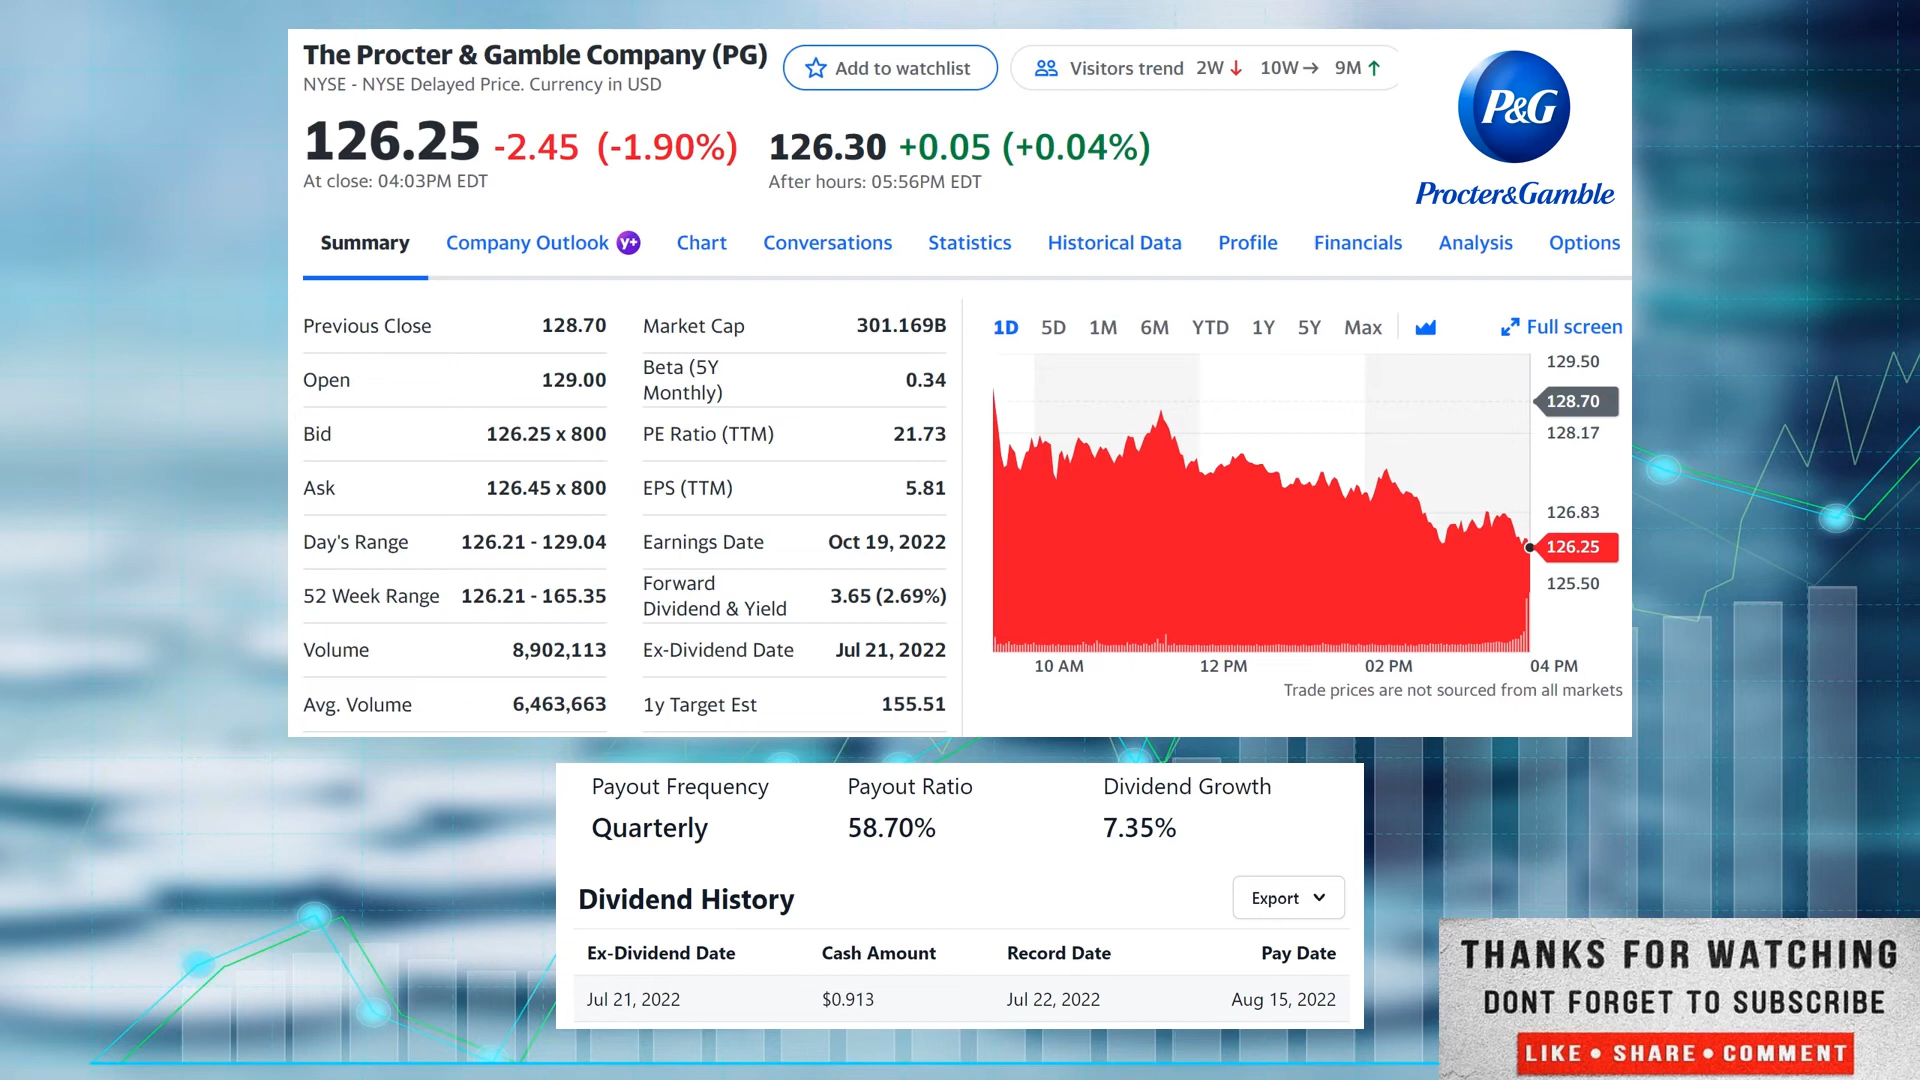 The Procter & Gamble Company (PG)
NYSE - NYSE Delayed Price. Currency in USD
Add to watchlist
Visitors trend 2W↓ 10W→ 9M↑
P&G
Procter&Gamble
126.25 -2.45 (-1.90%)
At close: 04:03PM EDT
126.30 +0.05 (+0.04%)
After hours: 05:56PM EDT
Summary Company Outlook y+ Chart Conversations Statistics Historical Data Profile Financials Analysis Options
Previous Close 128.70
Open 129.00
Bid 126.25 x 800
Ask 126.45 x 800
Day's Range 126.21 - 129.04
52 Week Range 126.21 - 165.35
Volume 8,902,113
Avg. Volume 6,463,663
Market Cap 301.169B
Beta (5Y
Monthly) 0.34
PE Ratio (TTM) 21.73
EPS (TTM) 5.81
Earnings Date Oct 19, 2022
Forward
Dividend & Yield 3.65 (2.69%)
Ex-Dividend Date Jul 21, 2022
1y Target Est 155.51
1D 5D 1M 6M YTD 1Y 5Y Max Full screen
129.50
128.70
128.17
126.83
126.25
125.50
10 AM 12 PM 02 PM 04 PM
Trade prices are not sourced from all markets
Payout Frequency Payout Ratio Dividend Growth
Quarterly 58.70% 7.35%
Dividend History Export
Ex-Dividend Date Cash Amount Record Date Pay Date
Jul 21, 2022 $0.913 Jul 22, 2022 Aug 15, 2022
THANKS FOR WATCHING
DONT FORGET TO SUBSCRIBE
LIKE • SHARE • COMMENT